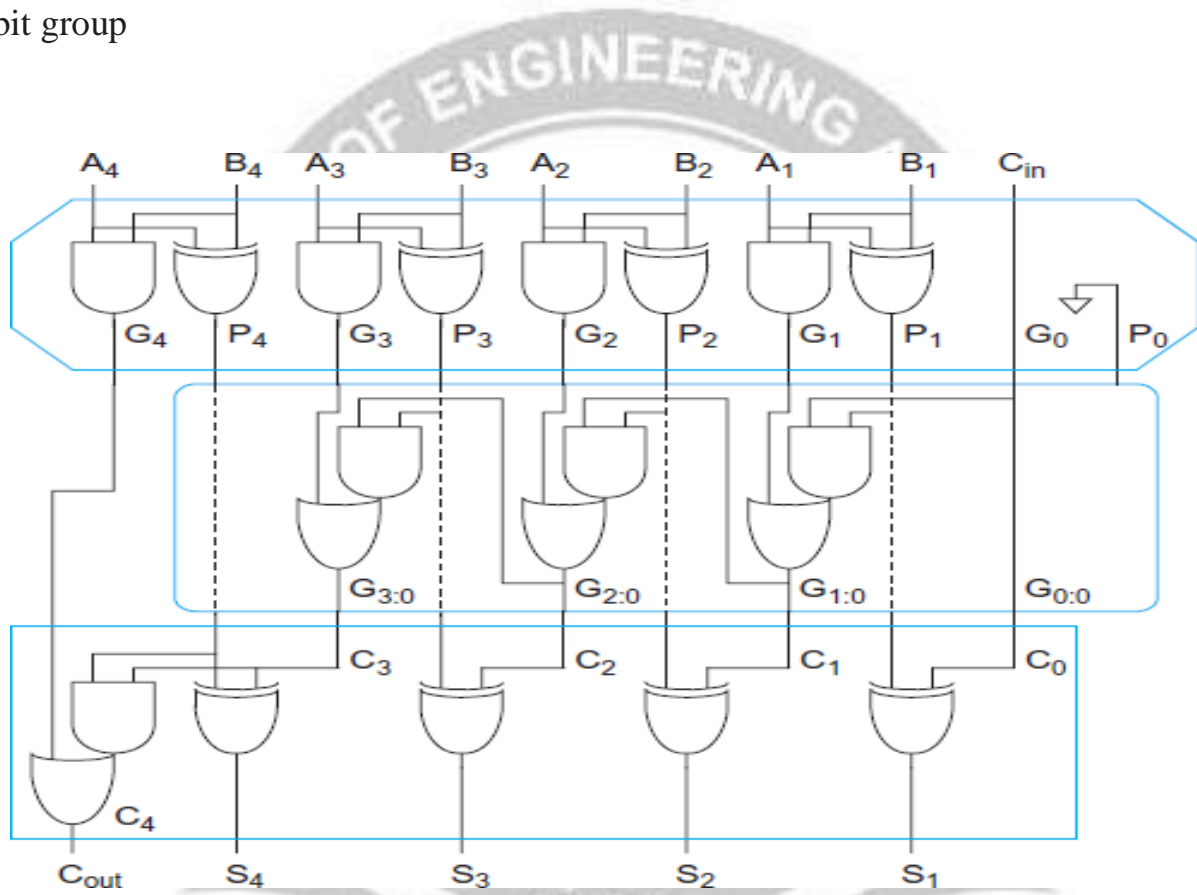 bit group
OF ENGINEERING
A₄ B₄ A₃ B₃ A₂ B₂ A₁ B₁ Cᵢₙ
G₄ P₄ G₃ P₃ G₂ P₂ G₁ P₁ G₀ P₀
G₃:₀ G₂:₀ G₁:₀ G₀:₀
C₃ C₂ C₁ C₀
C₄
Cₒᵤₜ S₄ S₃ S₂ S₁